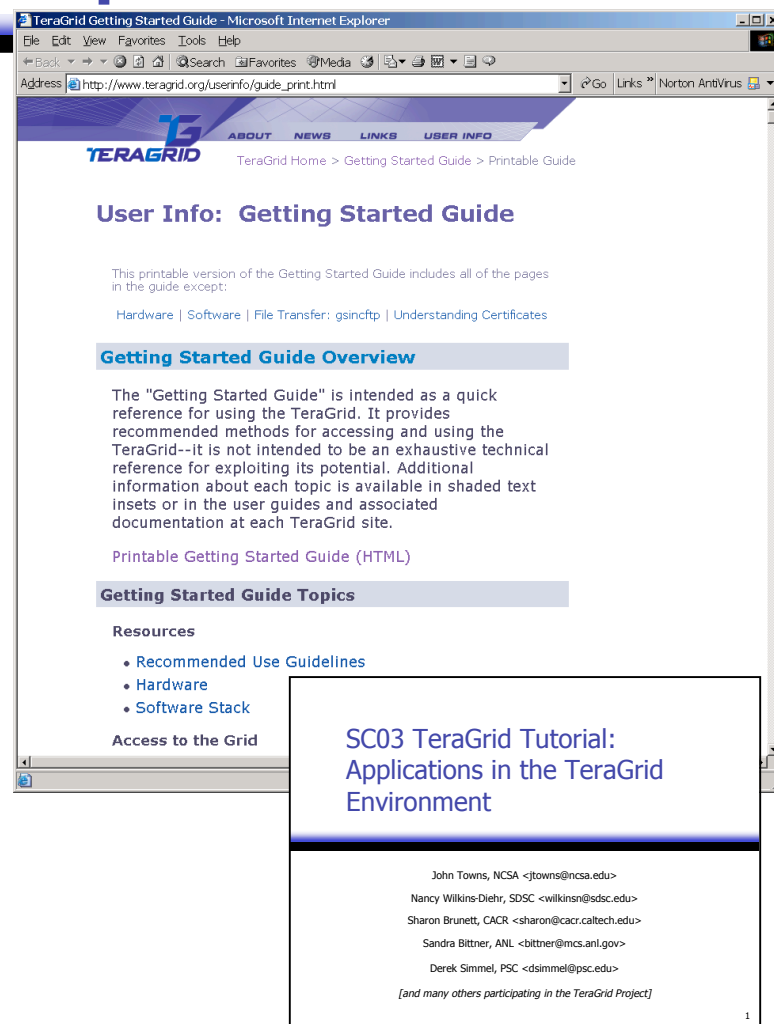 TeraGrid Getting Started Guide - Microsoft Internet Explorer
File Edit View Favorites Tools Help
Back Search Favorites Media
Address http://www.teragrid.org/userinfo/guide_print.html Go Links » Norton AntiVirus
TG
TERAGRID
ABOUT NEWS LINKS USER INFO
TeraGrid Home > Getting Started Guide > Printable Guide
User Info: Getting Started Guide
This printable version of the Getting Started Guide includes all of the pages
in the guide except:
Hardware | Software | File Transfer: gsincftp | Understanding Certificates
Getting Started Guide Overview
The "Getting Started Guide" is intended as a quick
reference for using the TeraGrid. It provides
recommended methods for accessing and using the
TeraGrid--it is not intended to be an exhaustive technical
reference for exploiting its potential. Additional
information about each topic is available in shaded text
insets or in the user guides and associated
documentation at each TeraGrid site.
Printable Getting Started Guide (HTML)
Getting Started Guide Topics
Resources
• Recommended Use Guidelines
• Hardware
• Software Stack
Access to the Grid
SC03 TeraGrid Tutorial:
Applications in the TeraGrid
Environment
John Towns, NCSA <jtowns@ncsa.edu>
Nancy Wilkins-Diehr, SDSC <wilkinsn@sdsc.edu>
Sharon Brunett, CACR <sharon@cacr.caltech.edu>
Sandra Bittner, ANL <bittner@mcs.anl.gov>
Derek Simmel, PSC <dsimmel@psc.edu>
[and many others participating in the TeraGrid Project]
1